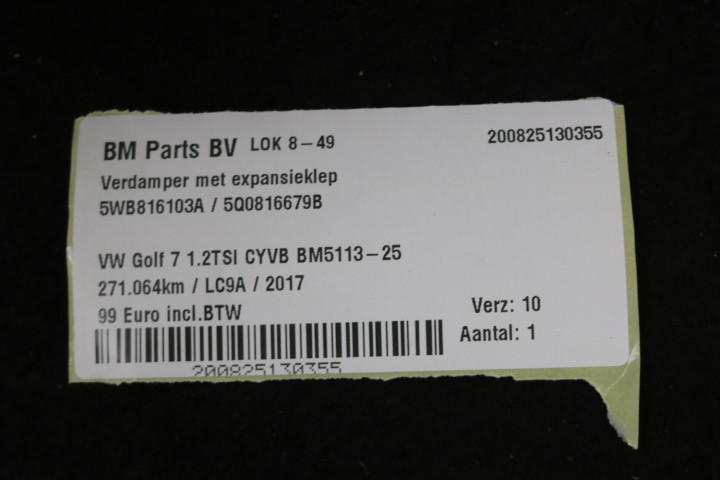 BM Parts BV LOK 8-49 200825130355
Verdamper met expansieklep
5WB816103A / 5Q0816679B
VW Golf 7 1.2TSI CYVB BM5113-25
271.064km / LC9A / 2017
99 Euro incl.BTW Verz: 10
Aantal: 1
200825130355